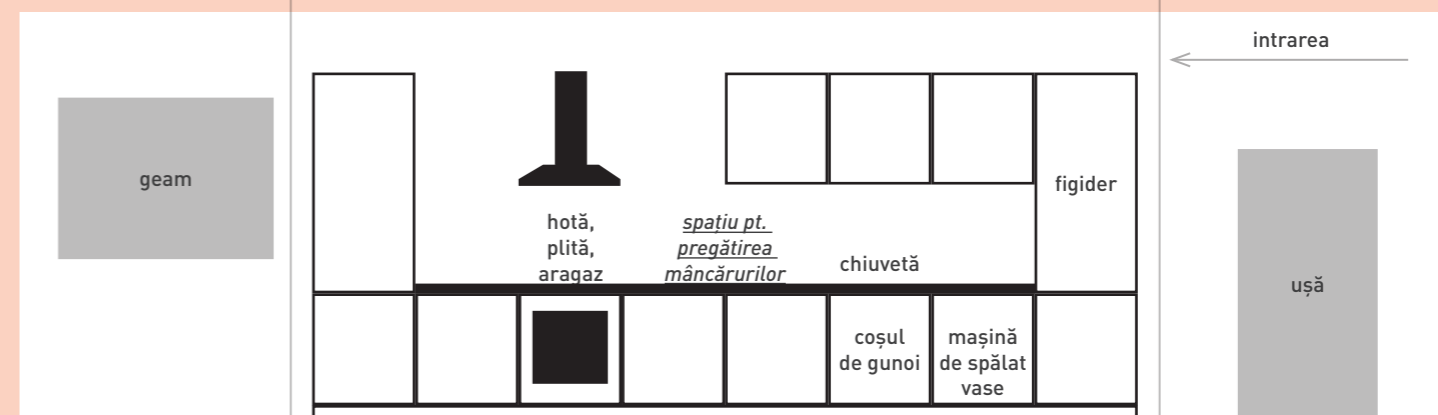 intrarea
geam
hotă,
plită,
aragaz
spațiu pt.
pregătirea
mâncărurilor
chiuvetă
figider
ușă
coșul
de gunoi
mașină
de spălat
vase